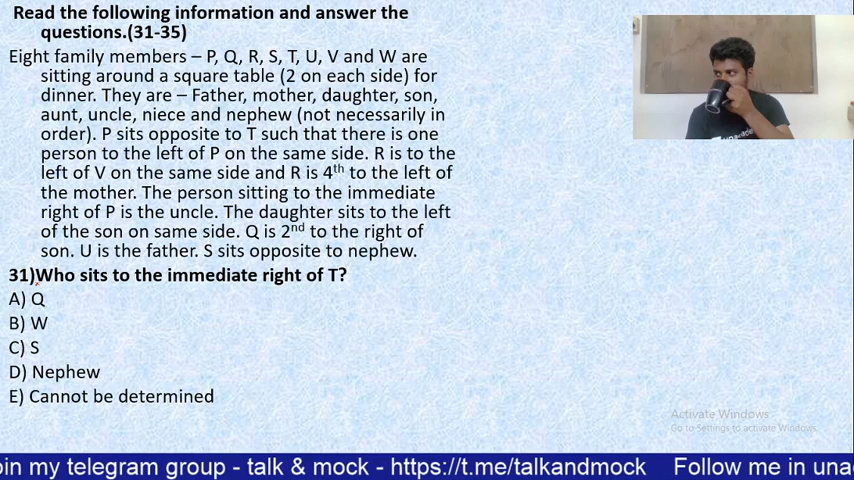 Read the following information and answer the
questions.(31-35)
Eight family members – P, Q, R, S, T, U, V and W are
sitting around a square table (2 on each side) for
dinner. They are – Father, mother, daughter, son,
aunt, uncle, niece and nephew (not necessarily in
order). P sits opposite to T such that there is one
person to the left of P on the same side. R is to the
left of V on the same side and R is 4th to the left of
the mother. The person sitting to the immediate
right of P is the uncle. The daughter sits to the left
of the son on same side. Q is 2nd to the right of
son. U is the father. S sits opposite to nephew.
31)Who sits to the immediate right of T?
A) Q
B) W
C) S
D) Nephew
E) Cannot be determined
Activate Windows
Go to Settings to activate Windows.
oin my telegram group - talk & mock - https://t.me/talkandmock Follow me in una